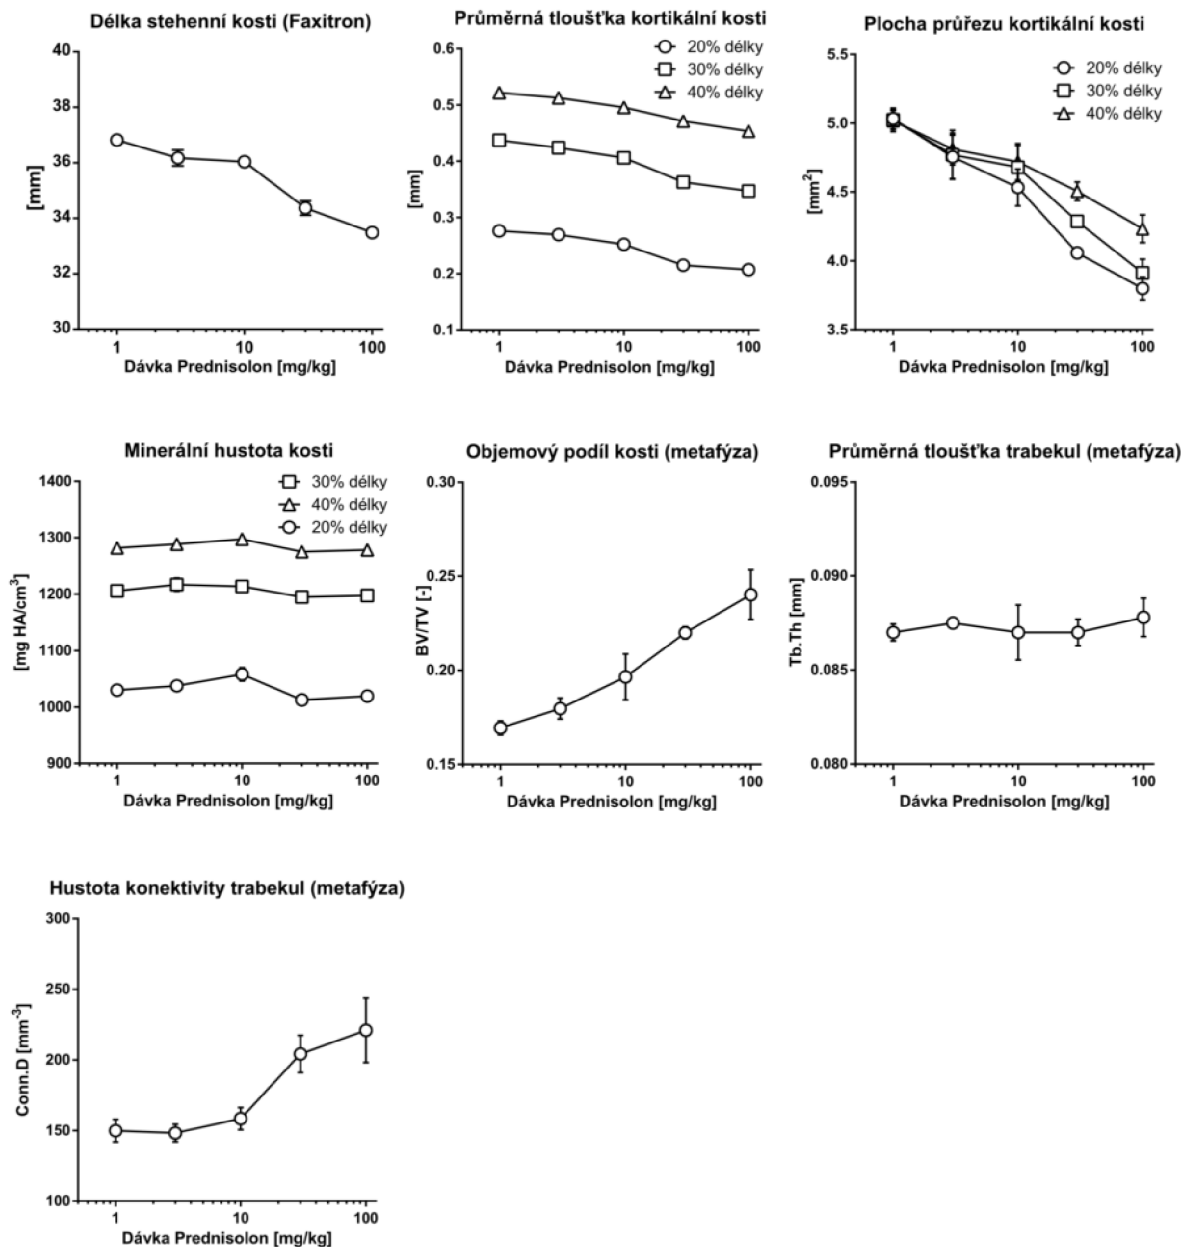 Délka stehenní kosti (Faxitron)
40
38
36
34
32
30
[mm]
1
10
100
Dávka Prednisolon [mg/kg]
Průměrná tloušťka kortikální kosti
20% délky
30% délky
40% délky
0.6
0.5
0.4
0.3
0.2
0.1
[mm]
1
10
100
Dávka Prednisolon [mg/kg]
Plocha průřezu kortikální kosti
20% délky
30% délky
40% délky
5.0
4.5
4.0
3.5
[mm²]
1
10
100
Dávka Prednisolon [mg/kg]
Minerální hustota kosti
30% délky
40% délky
20% délky
1400
1300
1200
1100
1000
900
[mg HA/cm³]
1
10
100
Dávka Prednisolon [mg/kg]
Objemový podíl kosti (metafýza)
0.30
0.25
0.20
0.15
BV/TV [-]
1
10
100
Dávka Prednisolon [mg/kg]
Průměrná tloušťka trabekul (metafýza)
0.095
0.090
0.085
0.080
Tb.Th [mm]
1
10
100
Dávka Prednisolon [mg/kg]
Hustota konektivity trabekul (metafýza)
300
250
200
150
100
Conn.D [mm⁻³]
1
10
100
Dávka Prednisolon [mg/kg]